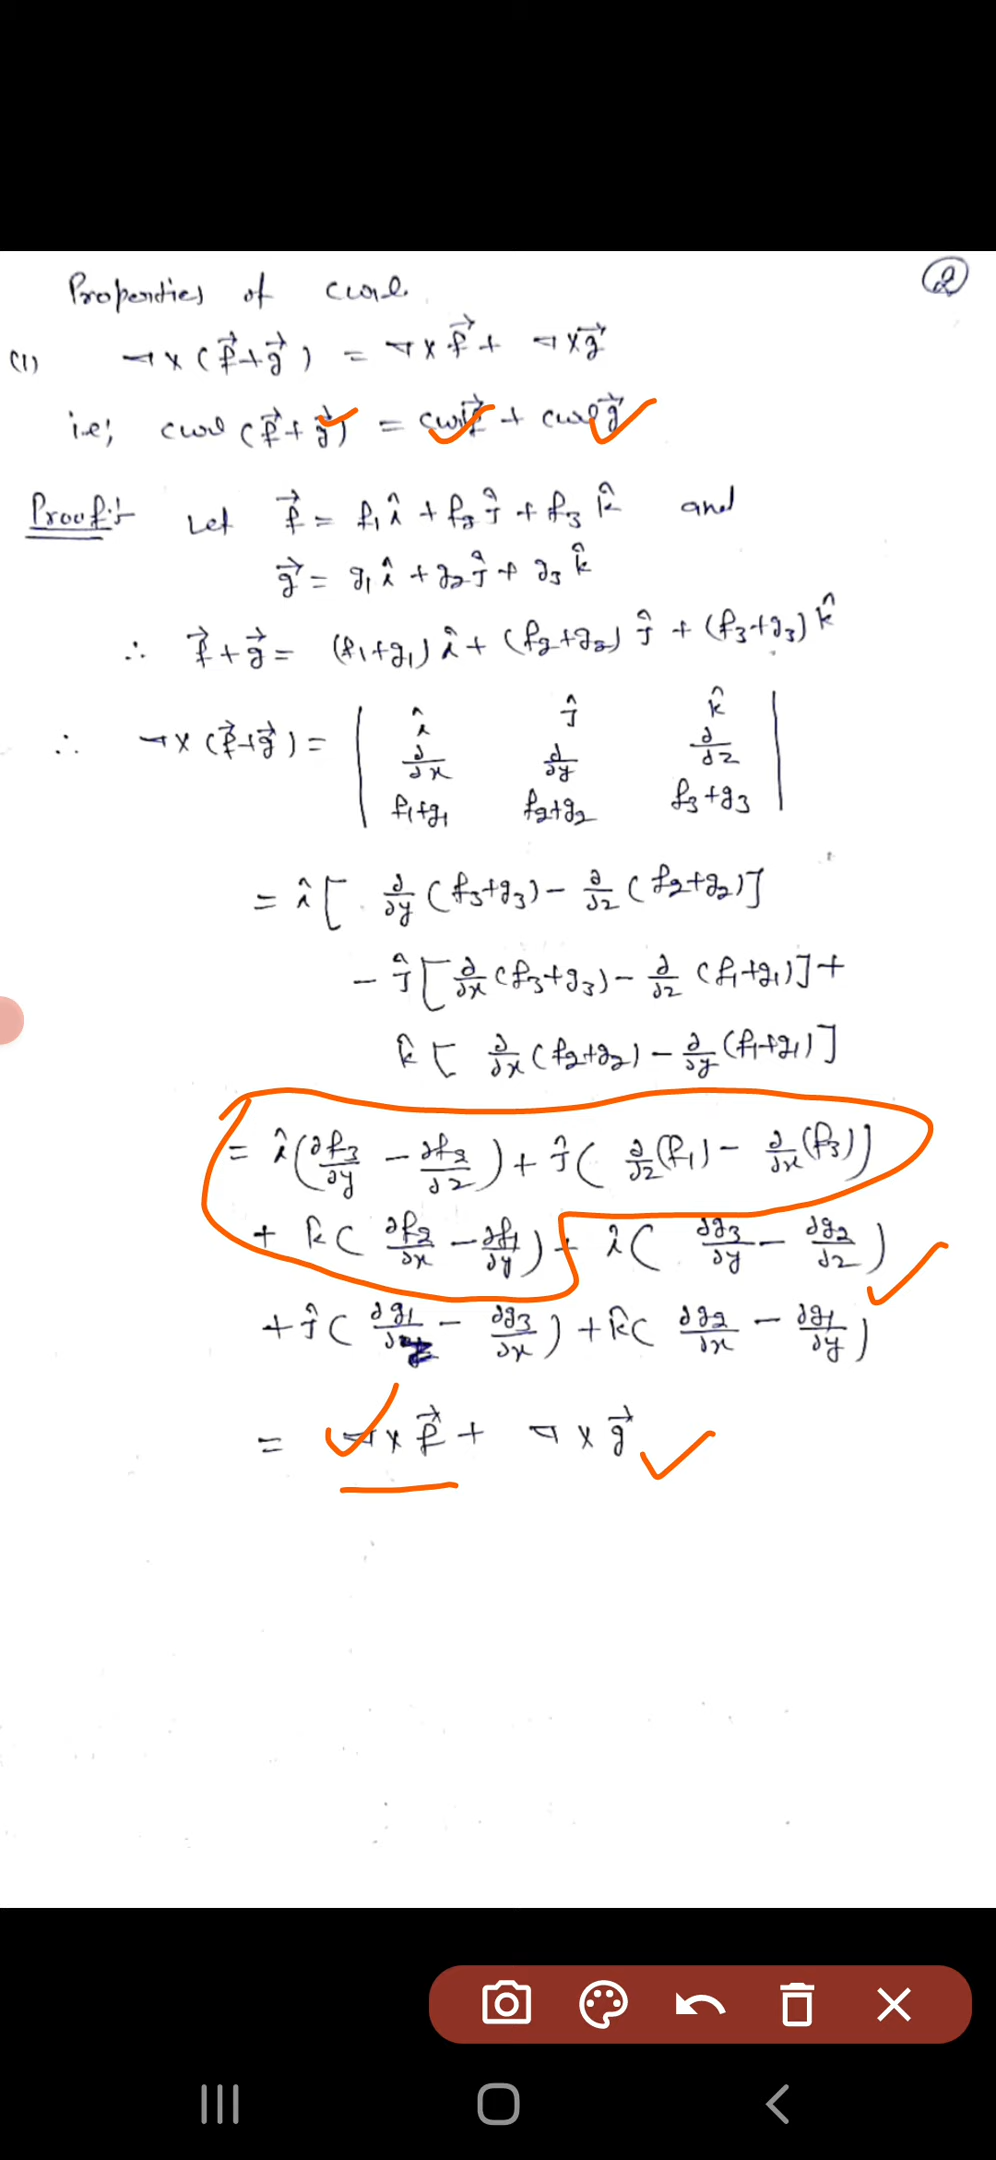 Properties of curl.
②
(1) ∇ × (f⃗ + g⃗) = ∇ × f⃗ + ∇ × g⃗
i.e; curl (f⃗ + g⃗) = curl f⃗ + curl g⃗
Proof:- Let f⃗ = f₁î + f₂ĵ + f₃k̂ and
g⃗ = g₁î + g₂ĵ + g₃k̂
∴ f⃗ + g⃗ = (f₁+g₁)î + (f₂+g₂)ĵ + (f₃+g₃)k̂
∴ ∇ × (f⃗+g⃗) = | î ĵ k̂ |
| ∂/∂x ∂/∂y ∂/∂z |
| f₁+g₁ f₂+g₂ f₃+g₃ |
= î [ ∂/∂y (f₃+g₃) − ∂/∂z (f₂+g₂)]
− ĵ [ ∂/∂x (f₃+g₃) − ∂/∂z (f₁+g₁)] +
k̂ [ ∂/∂x (f₂+g₂) − ∂/∂y (f₁+g₁)]
= î (∂f₃/∂y − ∂f₂/∂z) + ĵ ( ∂/∂z (f₁) − ∂/∂x (f₃))
+ k̂ ( ∂f₂/∂x − ∂f₁/∂y) + î ( ∂g₃/∂y − ∂g₂/∂z )
+ ĵ ( ∂g₁/∂z − ∂g₃/∂x ) + k̂ ( ∂g₂/∂x − ∂g₁/∂y )
= ∇ × f⃗ + ∇ × g⃗